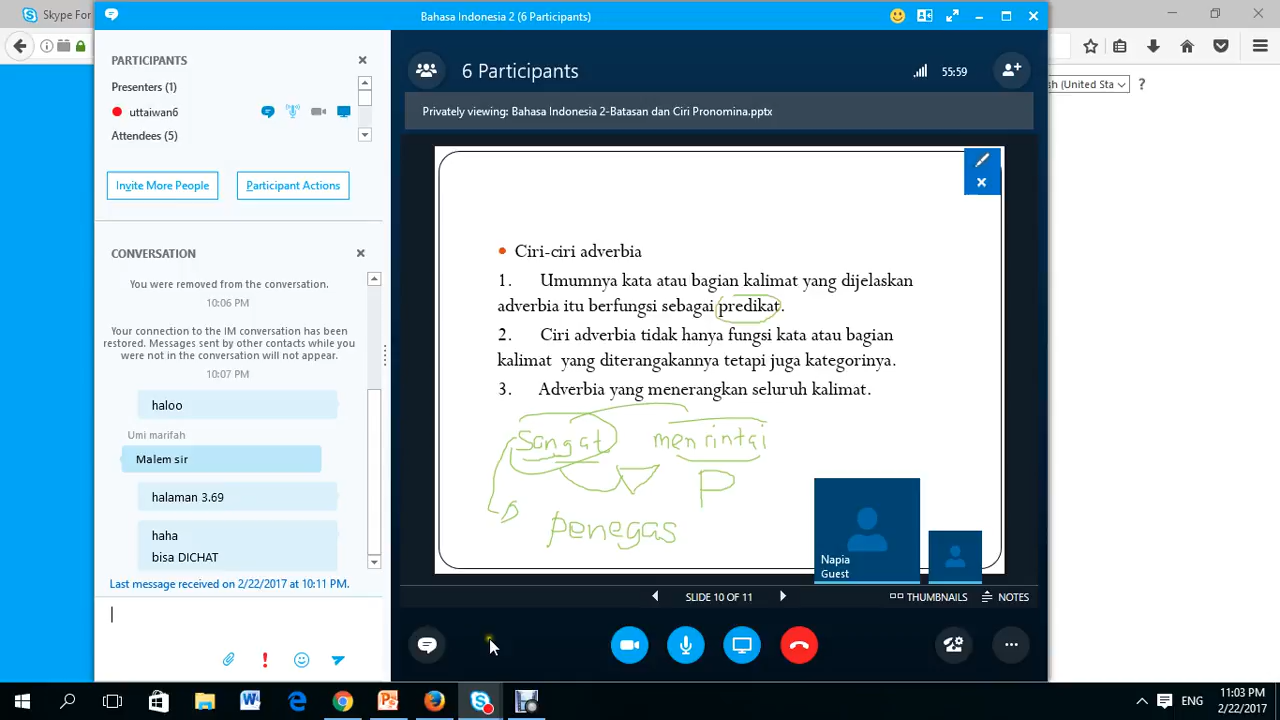 Skype For
Bahasa Indonesia 2 (6 Participants)
PARTICIPANTS
Presenters (1)
uttaiwan6
Attendees (5)
Invite More People
Participant Actions
CONVERSATION
You were removed from the conversation.
10:06 PM
Your connection to the IM conversation has been
restored. Messages sent by other contacts while you
were not in the conversation will not appear.
10:07 PM
haloo
Umi marifah
Malem sir
halaman 3.69
haha
bisa DICHAT
Last message received on 2/22/2017 at 10:11 PM.
6 Participants
55:59
Privately viewing: Bahasa Indonesia 2-Batasan dan Ciri Pronomina.pptx
• Ciri-ciri adverbia
1. Umumnya kata atau bagian kalimat yang dijelaskan
adverbia itu berfungsi sebagai predikat.
2. Ciri adverbia tidak hanya fungsi kata atau bagian
kalimat yang diterangakannya tetapi juga kategorinya.
3. Adverbia yang menerangkan seluruh kalimat.
Sangat menrintai
P
penegas
Napia
Guest
SLIDE 10 OF 11
THUMBNAILS
NOTES
sh (United Sta
?
ENG
11:03 PM
2/22/2017